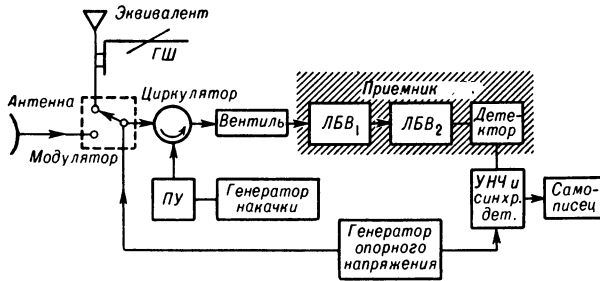 Эквивалент
ГШ
Антенна
Циркулятор
Приемник
Вентиль
ЛБВ1
ЛБВ2
Детек-
тор
Модулятор
ПУ
Генератор
накачки
УНЧ и
синхр.
дет.
Само-
писец
Генератор
опорного
напряжения